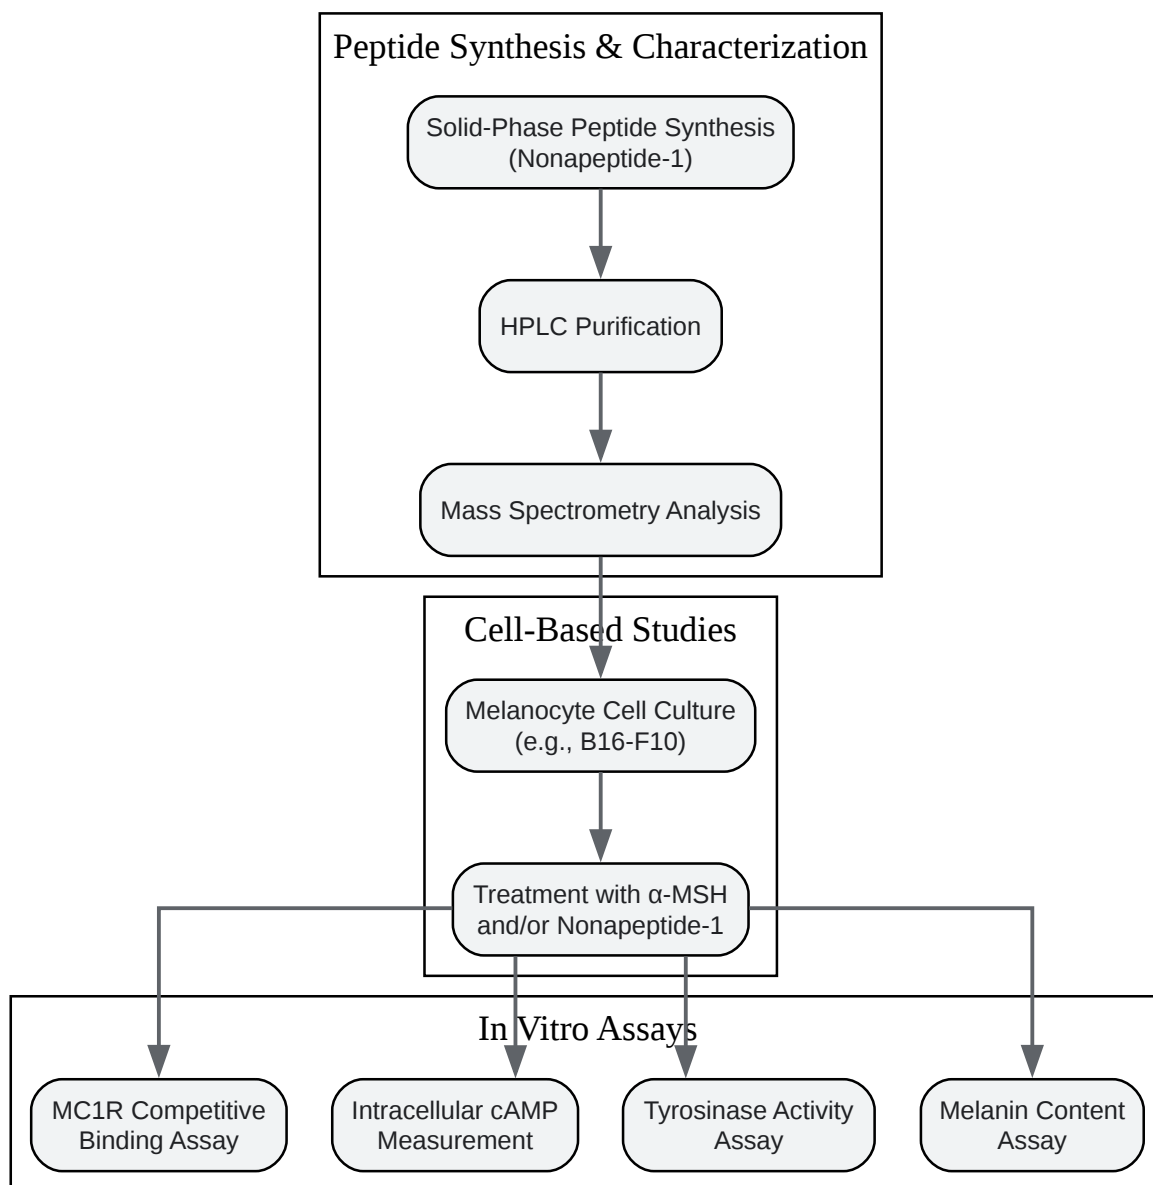 Peptide Synthesis & Characterization
Solid-Phase Peptide Synthesis
(Nonapeptide-1)
HPLC Purification
Mass Spectrometry Analysis
Cell-Based Studies
Melanocyte Cell Culture
(e.g., B16-F10)
Treatment with α-MSH
and/or Nonapeptide-1
In Vitro Assays
MC1R Competitive
Binding Assay
Intracellular cAMP
Measurement
Tyrosinase Activity
Assay
Melanin Content
Assay